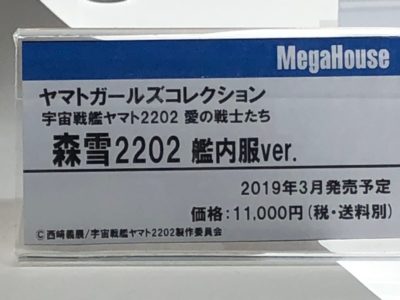 MegaHouse
ヤマトガールズコレクション
宇宙戦艦ヤマト2202 愛の戦士たち
森雪2202 艦内服ver.
2019年3月発売予定
価格:11,000円(税・送料別)
©西﨑義展/宇宙戦艦ヤマト2202製作委員会